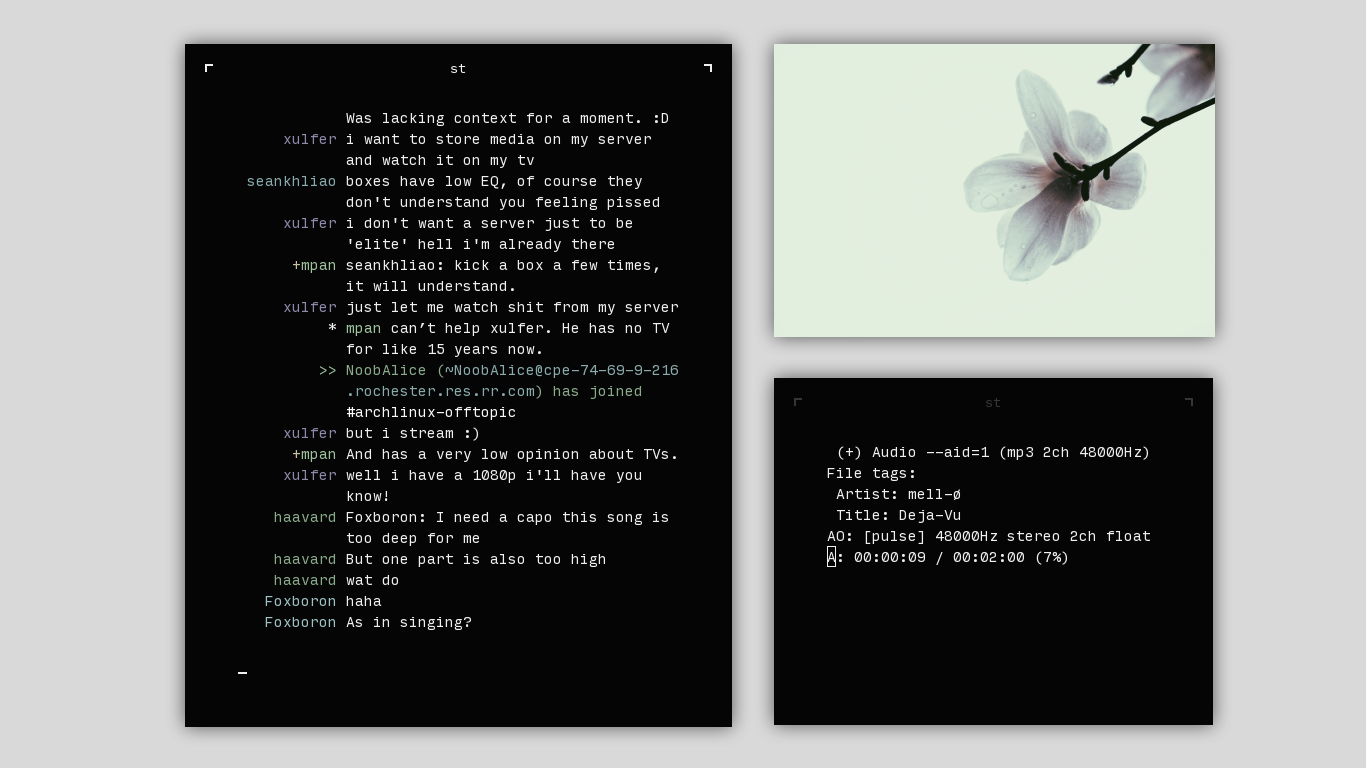 st
Was lacking context for a moment. :D
xulfer i want to store media on my server
and watch it on my tv
seankhliao boxes have low EQ, of course they
don't understand you feeling pissed
xulfer i don't want a server just to be
'elite' hell i'm already there
+mpan seankhliao: kick a box a few times,
it will understand.
xulfer just let me watch shit from my server
* mpan can’t help xulfer. He has no TV
for like 15 years now.
>> NoobAlice (~NoobAlice@cpe-74-69-9-216
.rochester.res.rr.com) has joined
#archlinux-offtopic
xulfer but i stream :)
+mpan And has a very low opinion about TVs.
xulfer well i have a 1080p i'll have you
know!
haavard Foxboron: I need a capo this song is
too deep for me
haavard But one part is also too high
haavard wat do
Foxboron haha
Foxboron As in singing?
st
(+) Audio --aid=1 (mp3 2ch 48000Hz)
File tags:
Artist: mell-ø
Title: Deja-Vu
AO: [pulse] 48000Hz stereo 2ch float
A: 00:00:09 / 00:02:00 (7%)